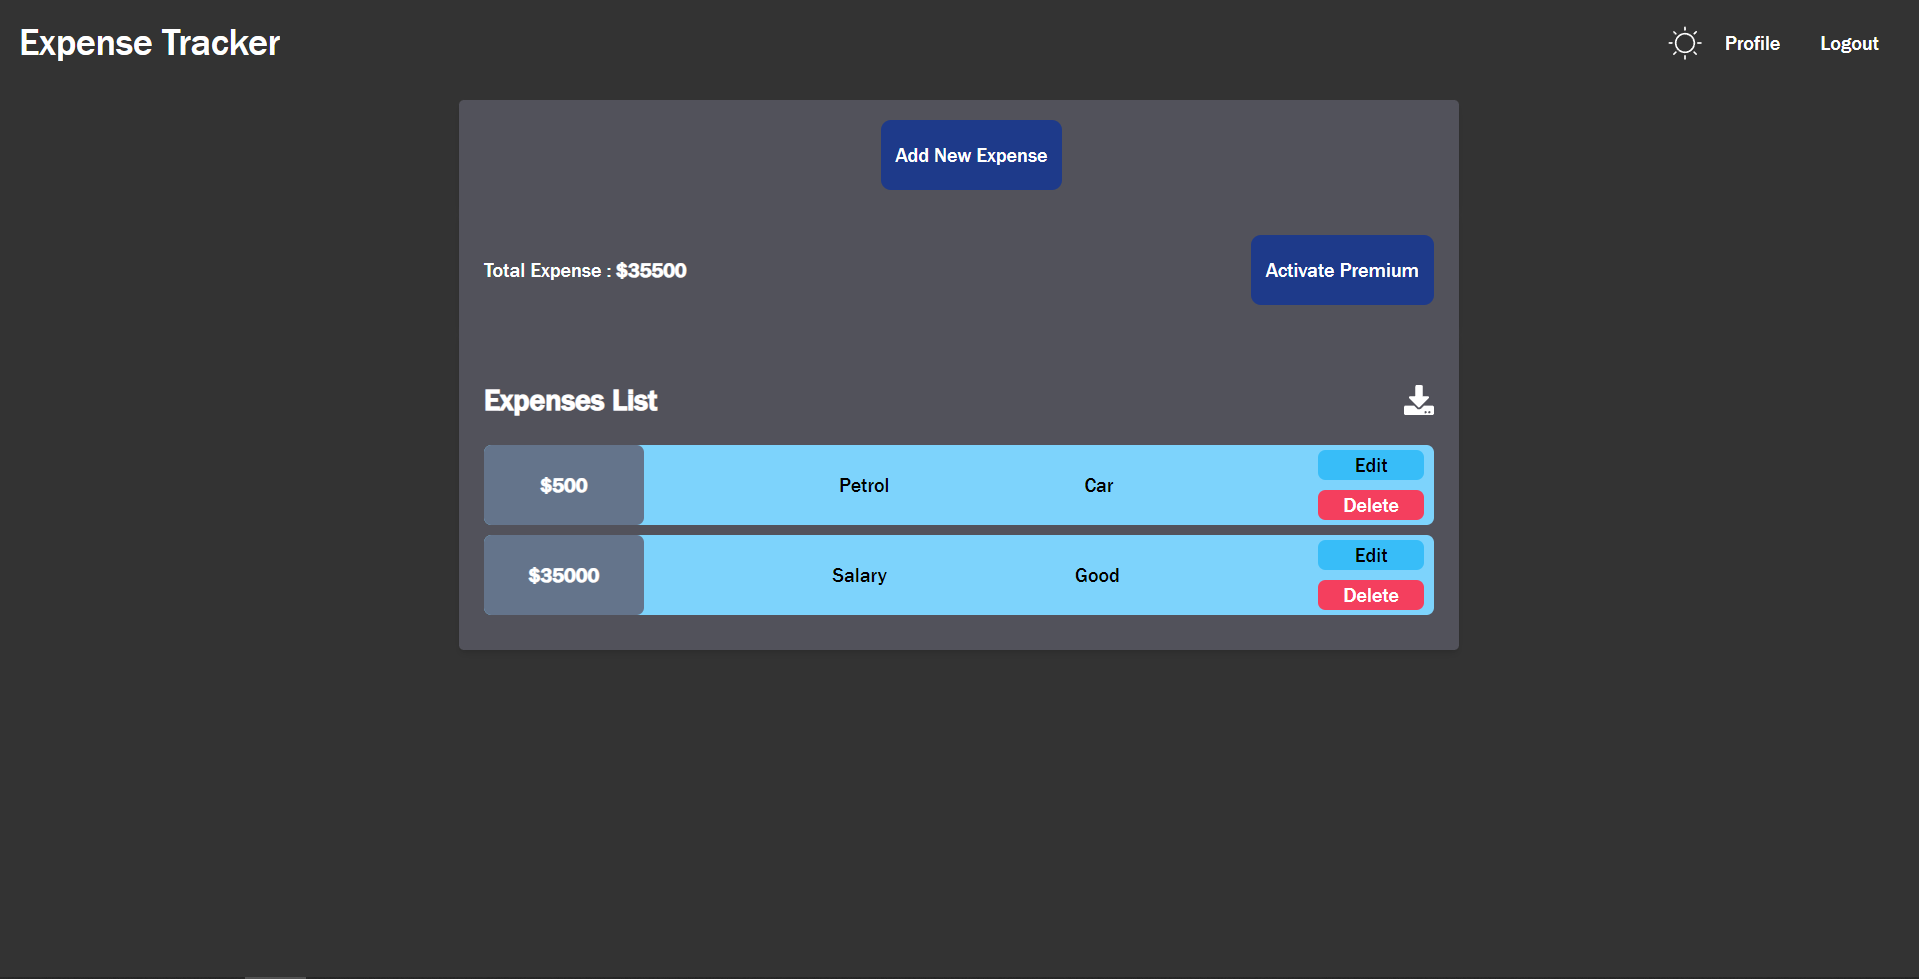 Expense Tracker
Profile
Logout
Add New Expense
Total Expense : $35500
Activate Premium
Expenses List
$500
Petrol
Car
Edit
Delete
$35000
Salary
Good
Edit
Delete